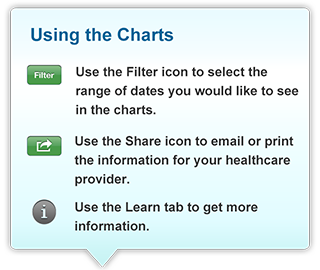 Using the Charts
Filter
Use the Filter icon to select the
range of dates you would like to see
in the charts.
Use the Share icon to email or print
the information for your healthcare
provider.
i
Use the Learn tab to get more
information.